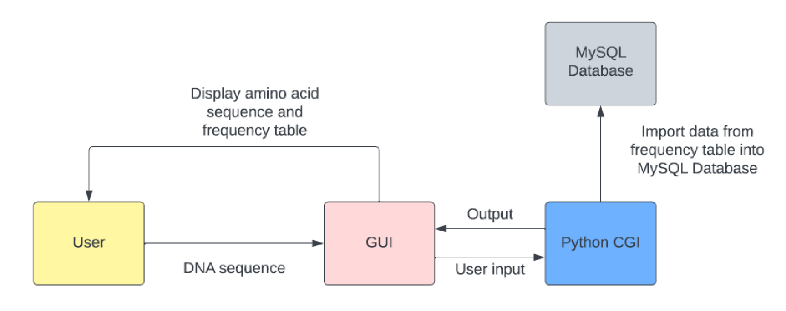 MySQL
Database
Display amino acid
sequence and
frequency table
Import data from
frequency table into
MySQL Database
User
DNA sequence
GUI
Output
User input
Python CGI